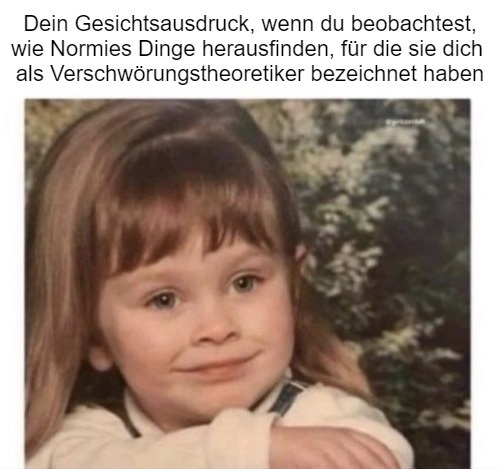 Dein Gesichtsausdruck, wenn du beobachtest,
wie Normies Dinge herausfinden, für die sie dich
als Verschwörungstheoretiker bezeichnet haben